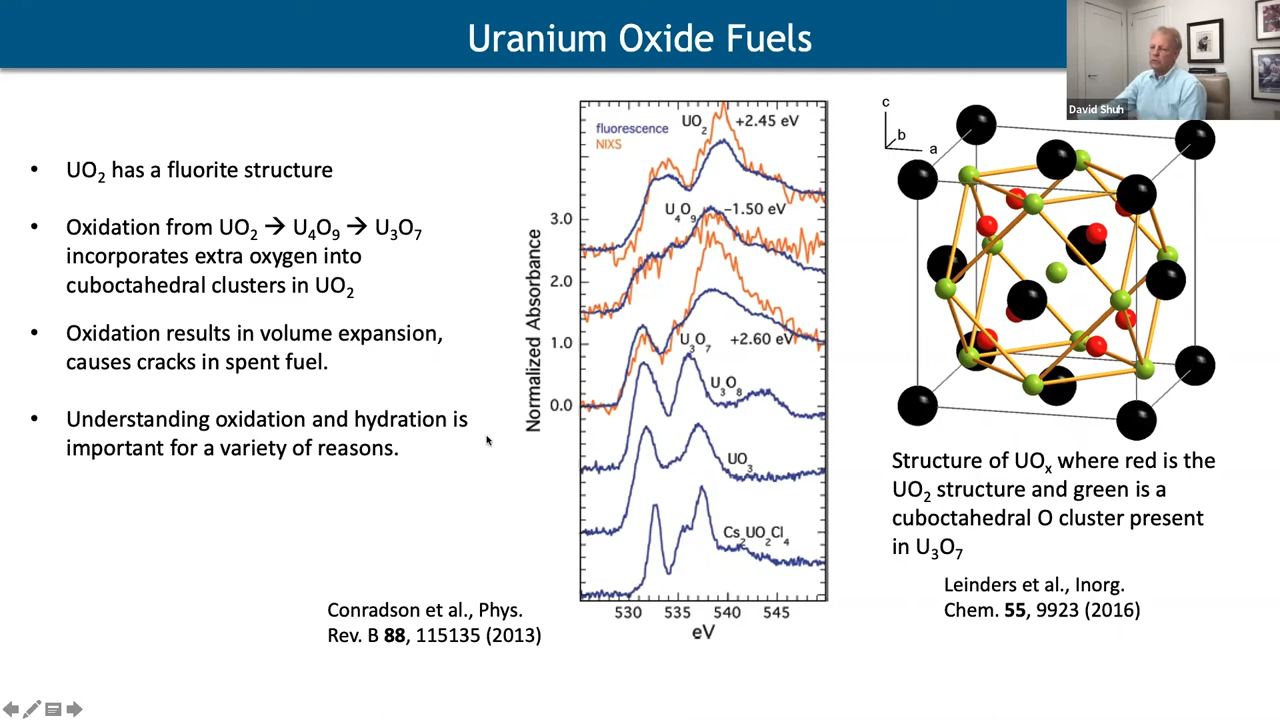 Uranium Oxide Fuels
David Shuh
• UO₂ has a fluorite structure
• Oxidation from UO₂ → U₄O₉ → U₃O₇
incorporates extra oxygen into
cuboctahedral clusters in UO₂
• Oxidation results in volume expansion,
causes cracks in spent fuel.
• Understanding oxidation and hydration is
important for a variety of reasons.
Conradson et al., Phys.
Rev. B 88, 115135 (2013)
fluorescence
NIXS
UO₂ +2.45 eV
U₄O₉ −1.50 eV
U₃O₇ +2.60 eV
U₃O₈
UO₃
Cs₂UO₂Cl₄
Normalized Absorbance
3.0
2.0
1.0
0.0
530 535 540 545
eV
c
b
a
Structure of UOₓ where red is the
UO₂ structure and green is a
cuboctahedral O cluster present
in U₃O₇
Leinders et al., Inorg.
Chem. 55, 9923 (2016)